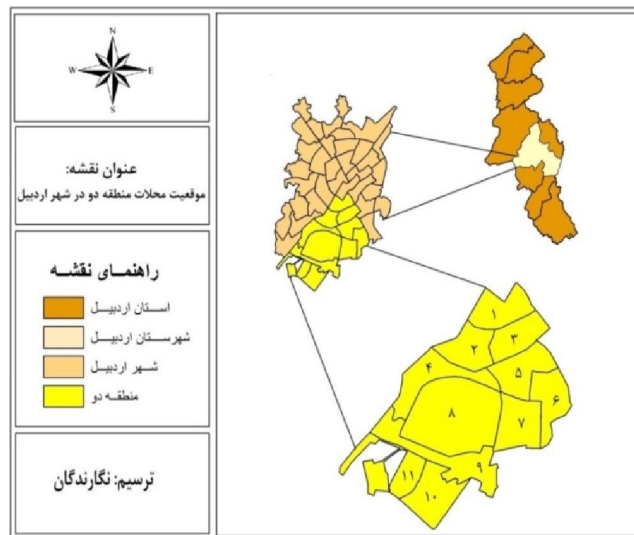 N
W E
S
عنوان نقشه:
موقعیت محلات منطقه دو در شهر اردبیل
راهنمای نقشه
استان اردبیل
شهرستان اردبیل
شهر اردبیل
منطقه دو
ترسیم: نگارندگان
۱
۲
۳
۴
۵
۶
۷
۸
۹
۱۰
۱۱